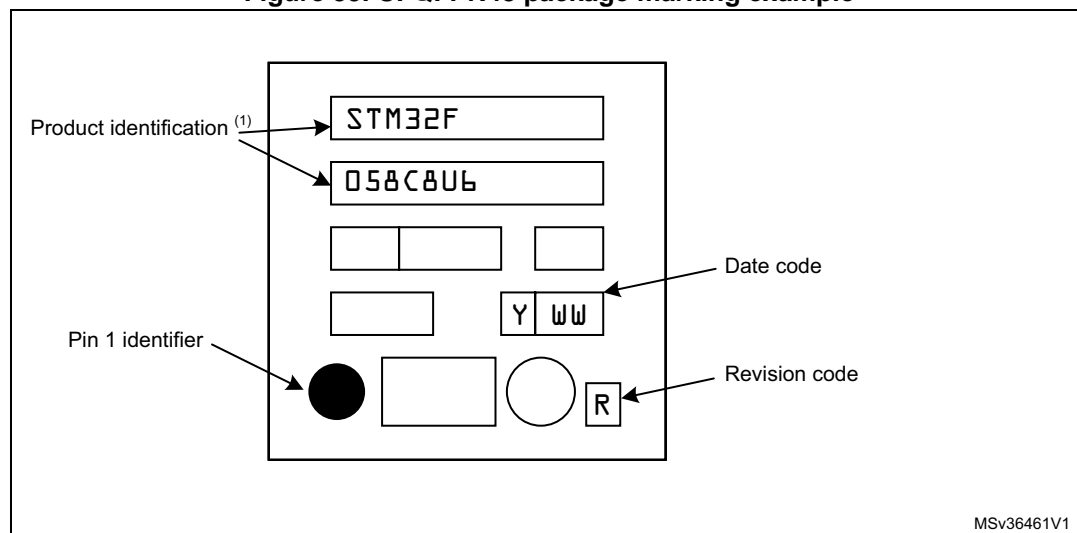 Product identification (1)
STM32F
058C8U6
Date code
Y WW
Pin 1 identifier
Revision code
R
MSv36461V1